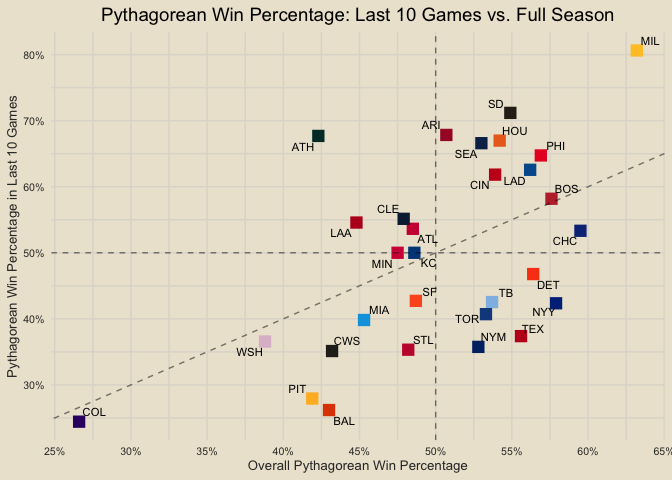 Pythagorean Win Percentage: Last 10 Games vs. Full Season
Pythagorean Win Percentage in Last 10 Games
80%
70%
60%
50%
40%
30%
MIL
SD
ARI
HOU
ATH
SEA
PHI
CIN
LAD
BOS
CLE
LAA
ATL
CHC
MIN
KC
DET
SF
TB
NYY
MIA
TOR
TEX
WSH
CWS
STL
NYM
PIT
BAL
COL
25%
30%
35%
40%
45%
50%
55%
60%
65%
Overall Pythagorean Win Percentage